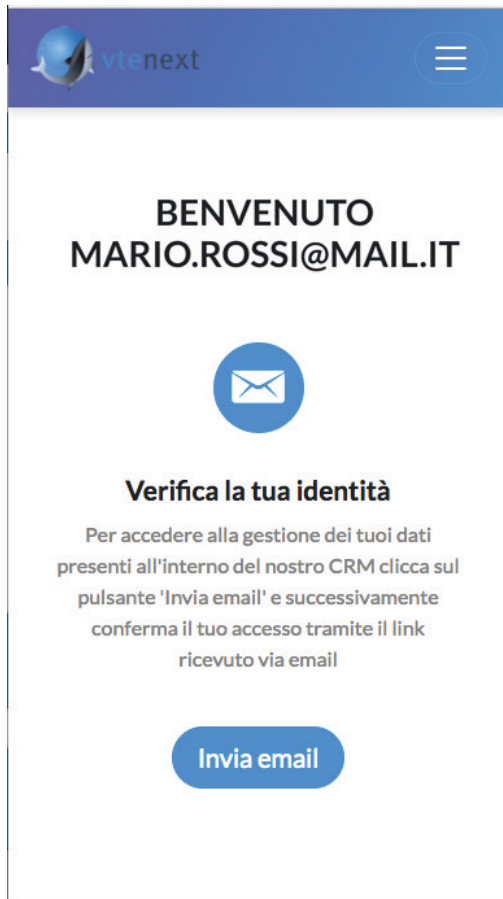 vtenext
BENVENUTO
MARIO.ROSSI@MAIL.IT
Verifica la tua identità
Per accedere alla gestione dei tuoi dati
presenti all'interno del nostro CRM clicca sul
pulsante 'Invia email' e successivamente
conferma il tuo accesso tramite il link
ricevuto via email
Invia email